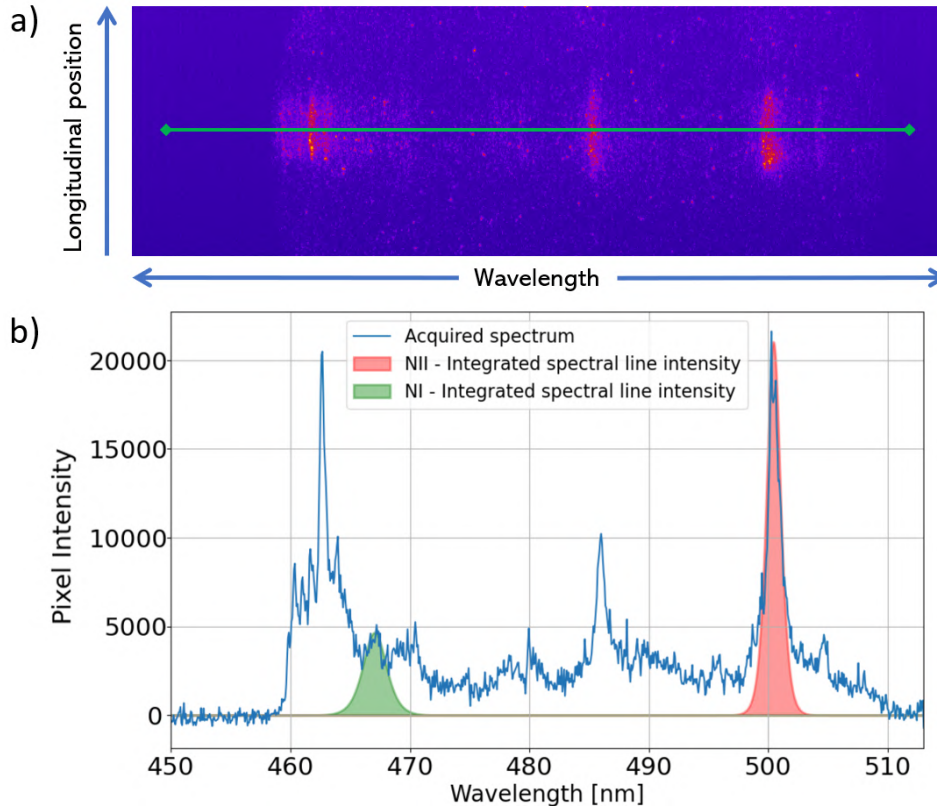 a)
Longitudinal position
Wavelength
b)
Acquired spectrum
NII - Integrated spectral line intensity
NI - Integrated spectral line intensity
Pixel Intensity
20000
15000
10000
5000
0
450 460 470 480 490 500 510
Wavelength [nm]